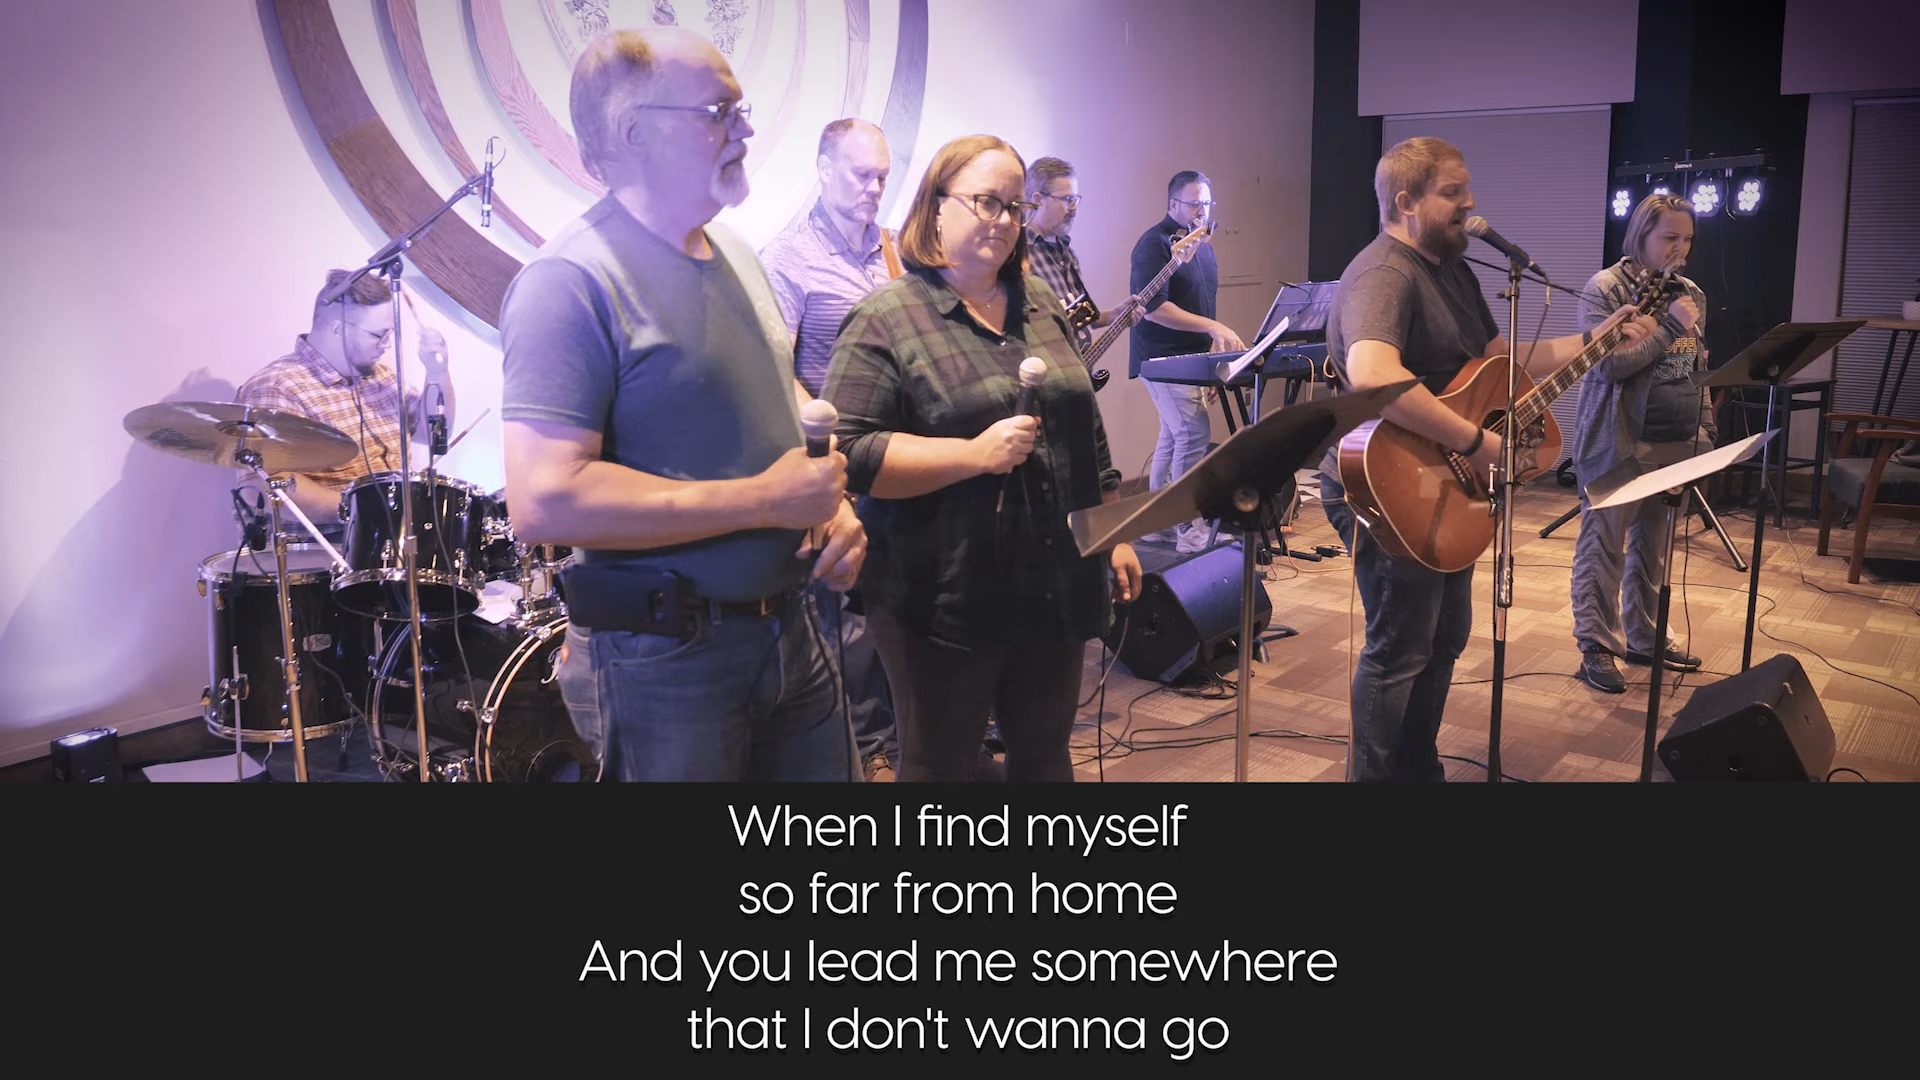 When I find myself
so far from home
And you lead me somewhere
that I don't wanna go